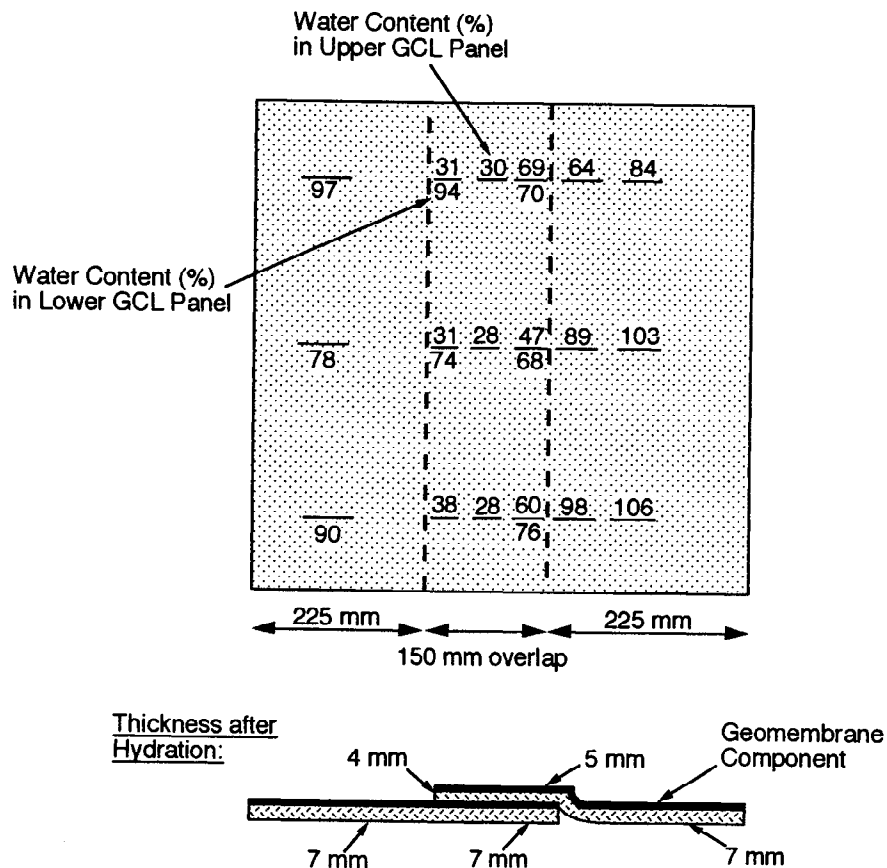 Water Content (%)
in Upper GCL Panel
31 30 69 64 84
97 94 70
Water Content (%)
in Lower GCL Panel
31 28 47 89 103
78 74 68
38 28 60 98 106
90 76
225 mm 225 mm
150 mm overlap
Thickness after
Hydration:
Geomembrane
Component
4 mm 5 mm
7 mm 7 mm 7 mm